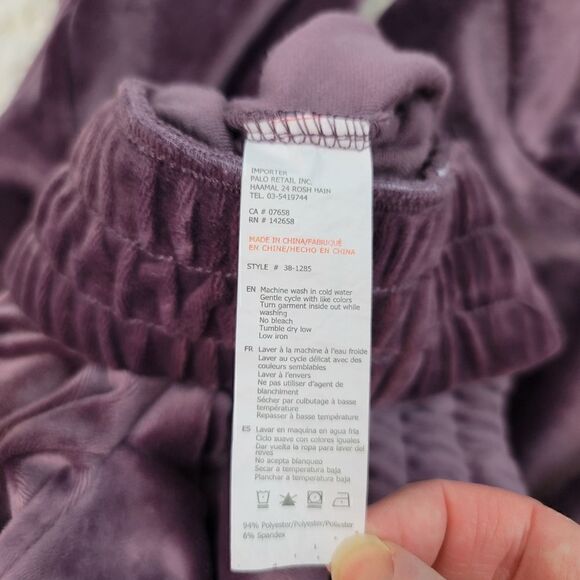 IMPORTER
PALO RETAIL INC.
HAAMAL 24 ROSH HAIN
TEL. 03-5419744
CA # 07658
RN # 142658
MADE IN CHINA/FABRIQUÉ
EN CHINE/HECHO EN CHINA
STYLE # 38-1285
EN Machine wash in cold water
Gentle cycle with like colors
Turn garment inside out while
washing
No bleach
Tumble dry low
Low iron
FR Laver à la machine à l'eau froide
Laver au cycle délicat avec des
couleurs semblables
Laver à l'envers
Ne pas utiliser d'agent de
blanchiment
Sécher par culbutage à basse
température
Repasser à basse température
ES Lavar en maquina en agua fria
Ciclo suave con colores iguales
Dar vuelta la ropa para laver del
reves
No acepta blanqueo
Secar a temperatura baja
Planchar a temperatura baja
94% Polyester/Polyester/Poliester
6% Spandex